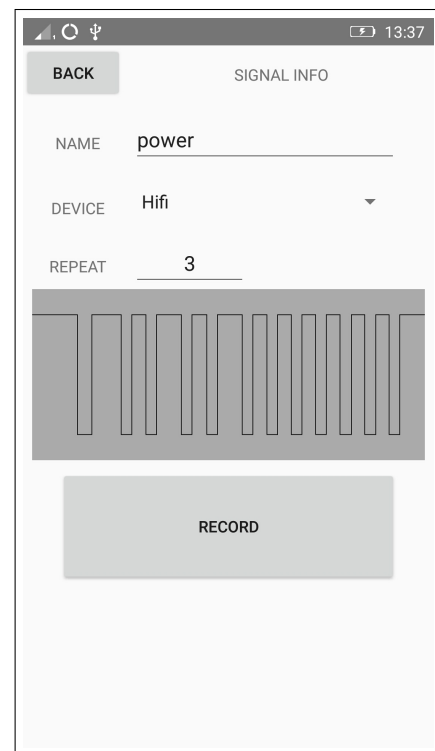 13:37
BACK SIGNAL INFO
NAME power
DEVICE Hifi
REPEAT 3
RECORD